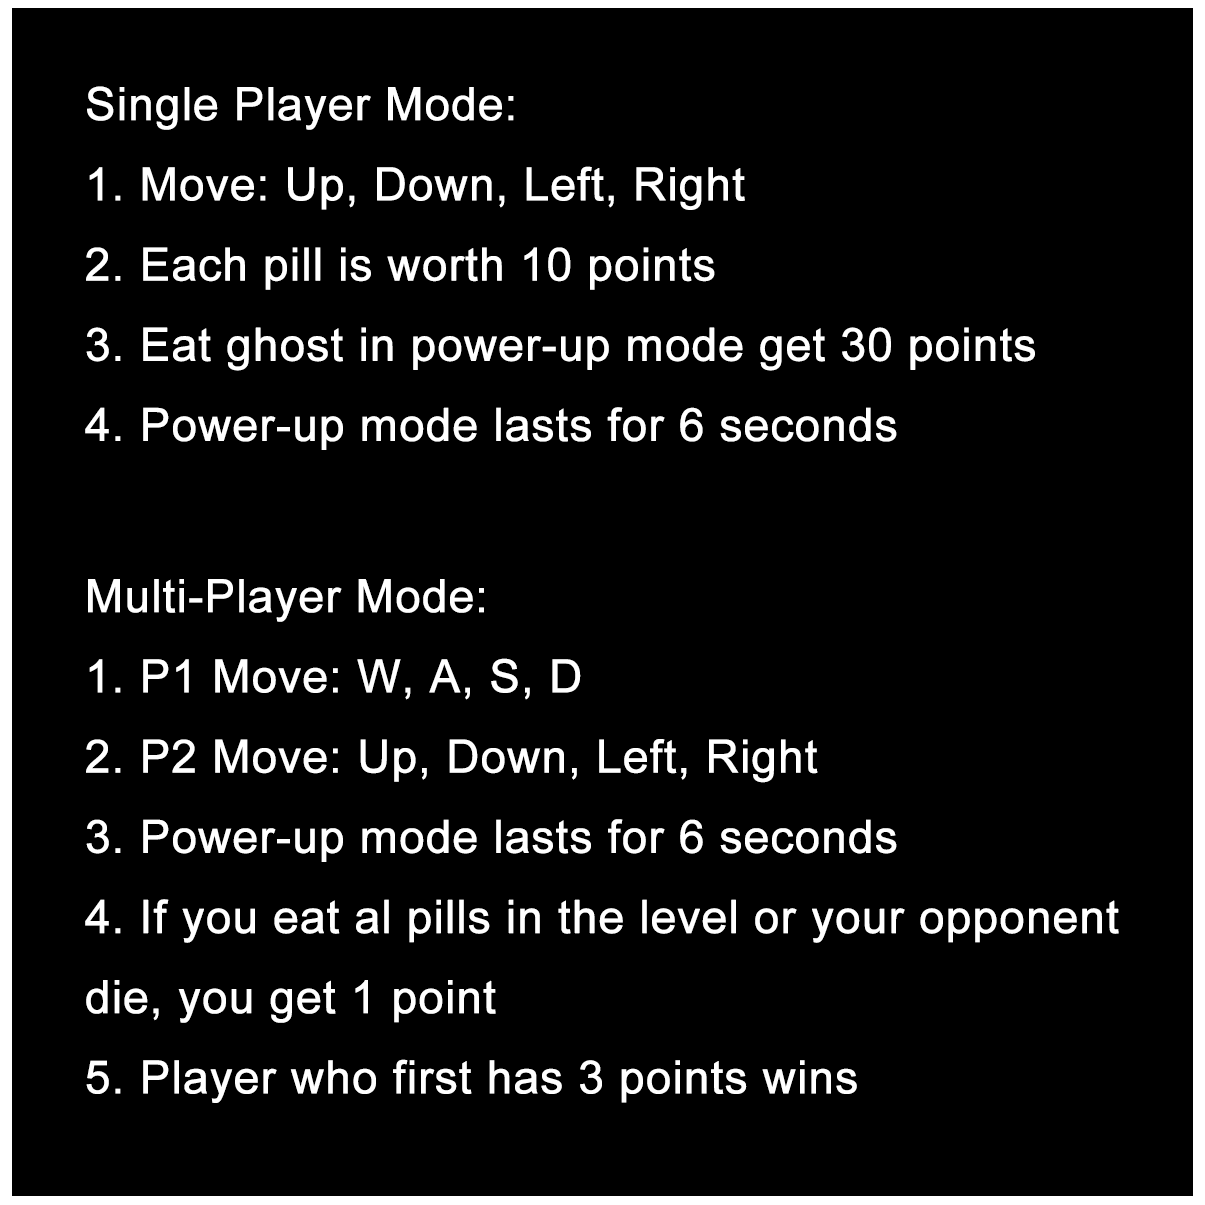 Single Player Mode:
1. Move: Up, Down, Left, Right
2. Each pill is worth 10 points
3. Eat ghost in power-up mode get 30 points
4. Power-up mode lasts for 6 seconds
Multi-Player Mode:
1. P1 Move: W, A, S, D
2. P2 Move: Up, Down, Left, Right
3. Power-up mode lasts for 6 seconds
4. If you eat al pills in the level or your opponent
die, you get 1 point
5. Player who first has 3 points wins